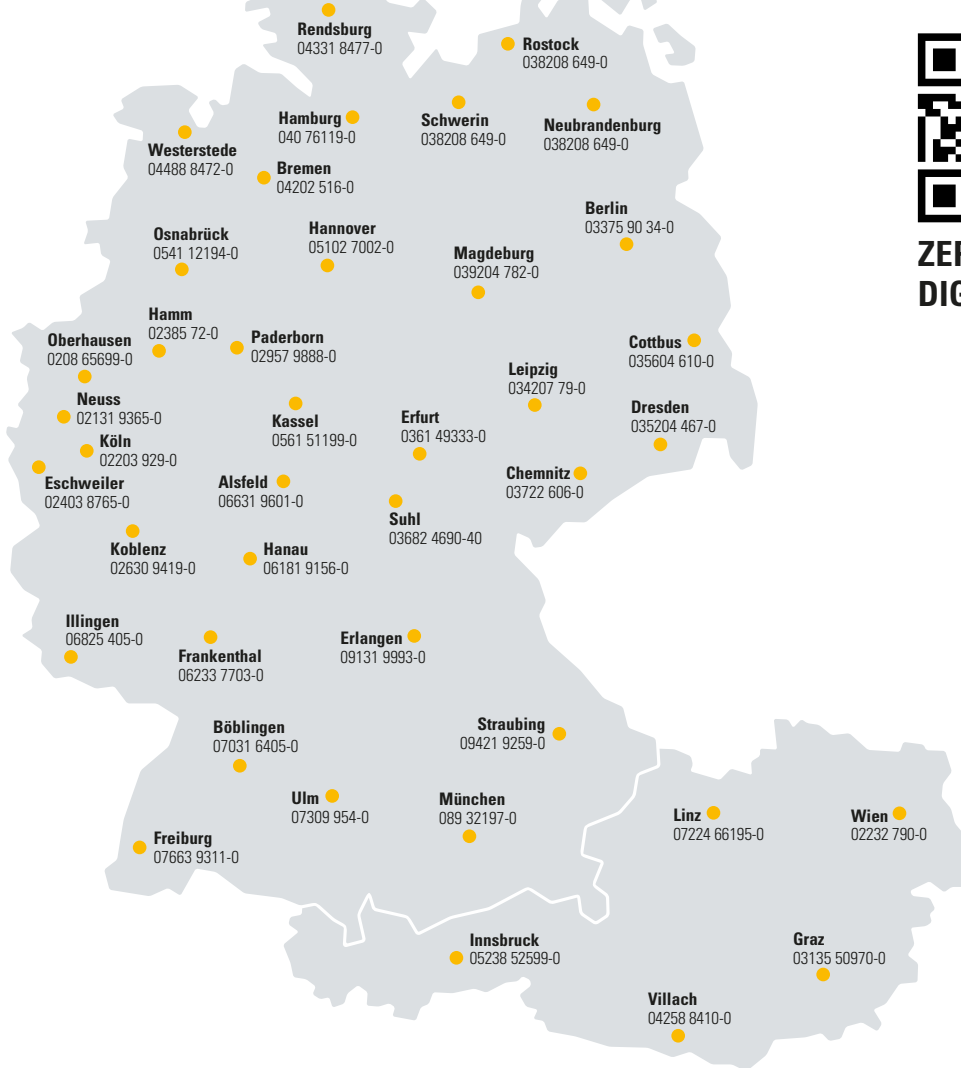 Rendsburg
04331 8477-0
Rostock
038208 649-0
Hamburg
040 76119-0
Schwerin
038208 649-0
Neubrandenburg
038208 649-0
Westerstede
04488 8472-0
Bremen
04202 516-0
Berlin
03375 90 34-0
Osnabrück
0541 12194-0
Hannover
05102 7002-0
Magdeburg
039204 782-0
Hamm
02385 72-0
Oberhausen
0208 65699-0
Paderborn
02957 9888-0
Cottbus
035604 610-0
Leipzig
034207 79-0
Neuss
02131 9365-0
Kassel
0561 51199-0
Erfurt
0361 49333-0
Dresden
035204 467-0
Köln
02203 929-0
Eschweiler
02403 8765-0
Alsfeld
06631 9601-0
Chemnitz
03722 606-0
Suhl
03682 4690-40
Koblenz
02630 9419-0
Hanau
06181 9156-0
Illingen
06825 405-0
Frankenthal
06233 7703-0
Erlangen
09131 9993-0
Böblingen
07031 6405-0
Straubing
09421 9259-0
Ulm
07309 954-0
München
089 32197-0
Linz
07224 66195-0
Wien
02232 790-0
Freiburg
07663 9311-0
Innsbruck
05238 52599-0
Graz
03135 50970-0
Villach
04258 8410-0